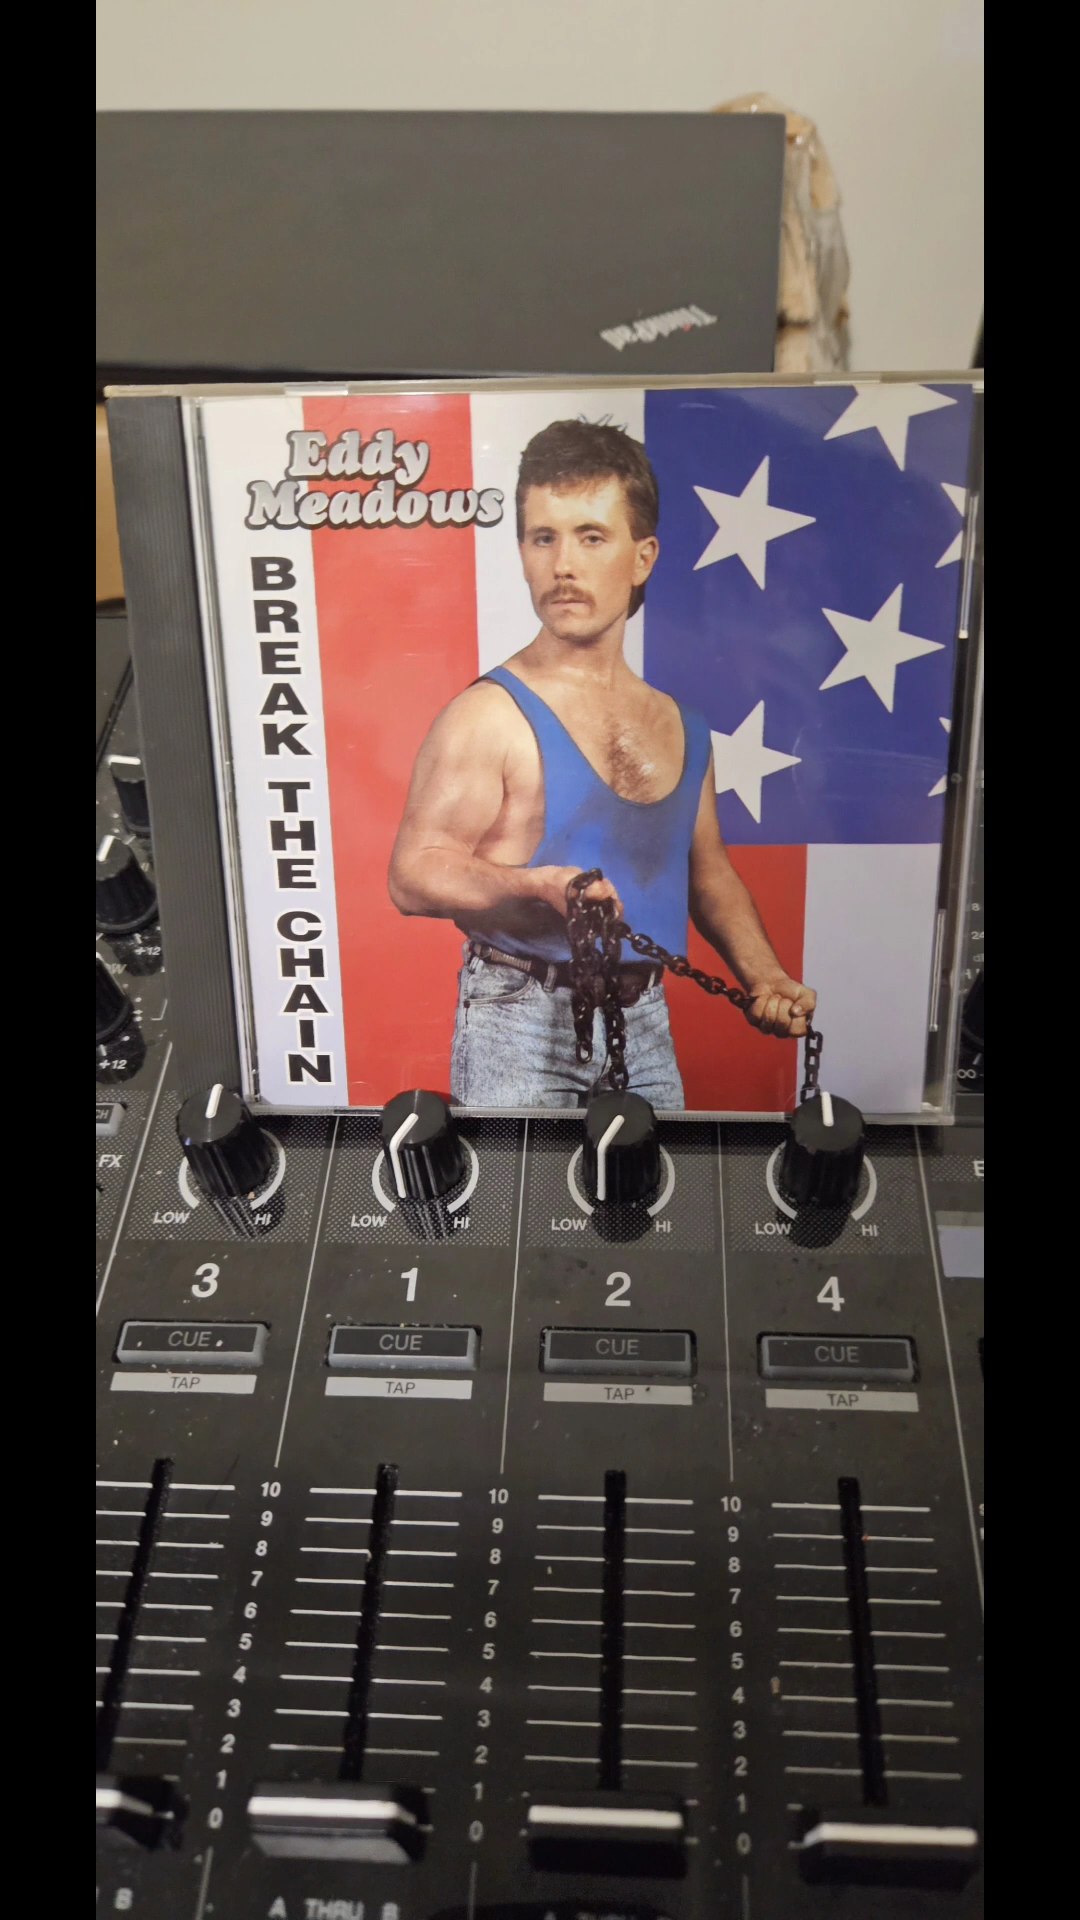 ThinkPad
Eddy
Meadows
BREAK THE CHAIN
+12
+12
FX
LOW HI
LOW HI
LOW HI
LOW HI
3 1 2 4
CUE CUE CUE CUE
TAP TAP TAP TAP
10 10 10
9 9 9
8 8 8
7 7 7
6 6 6
5 5 5
4 4 4
3 3 3
2 2 2
1 1 1
0 0 0
B A THRU B